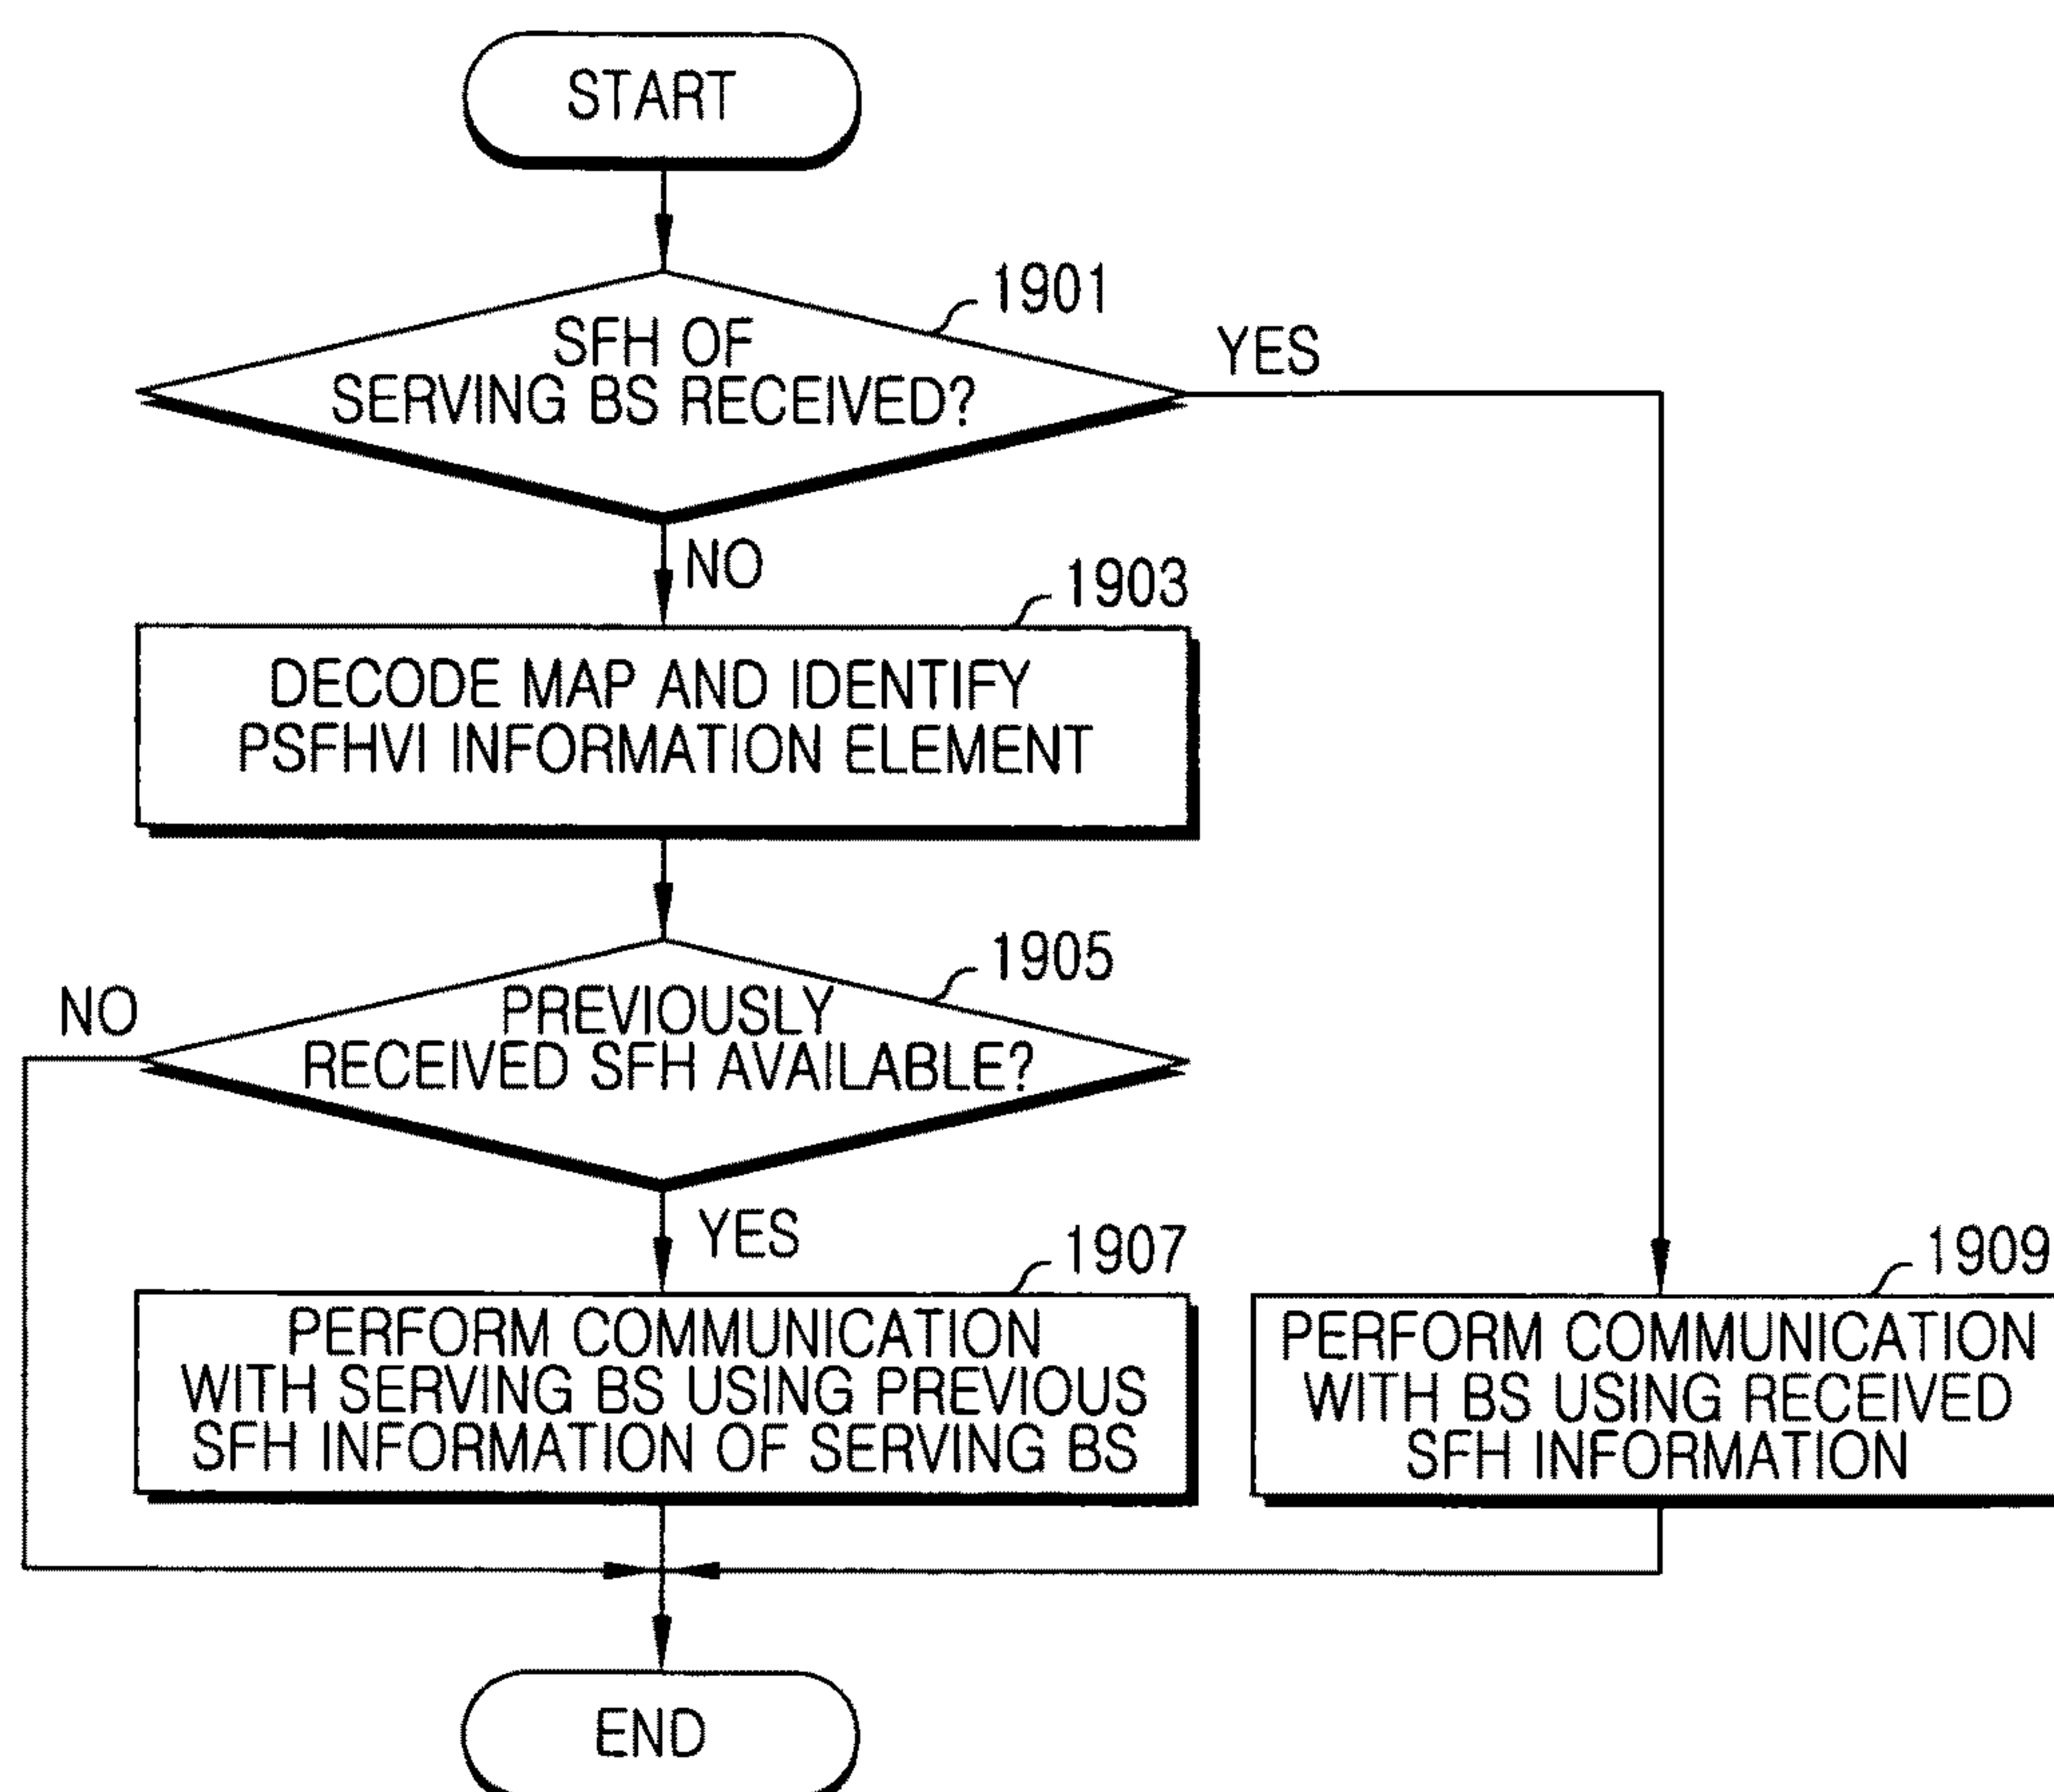 START
1901
SFH OF
SERVING BS RECEIVED?
YES
NO
1903
DECODE MAP AND IDENTIFY
PSFHVI INFORMATION ELEMENT
1905
PREVIOUSLY
RECEIVED SFH AVAILABLE?
NO
YES
1907
PERFORM COMMUNICATION
WITH SERVING BS USING PREVIOUS
SFH INFORMATION OF SERVING BS
1909
PERFORM COMMUNICATION
WITH BS USING RECEIVED
SFH INFORMATION
END